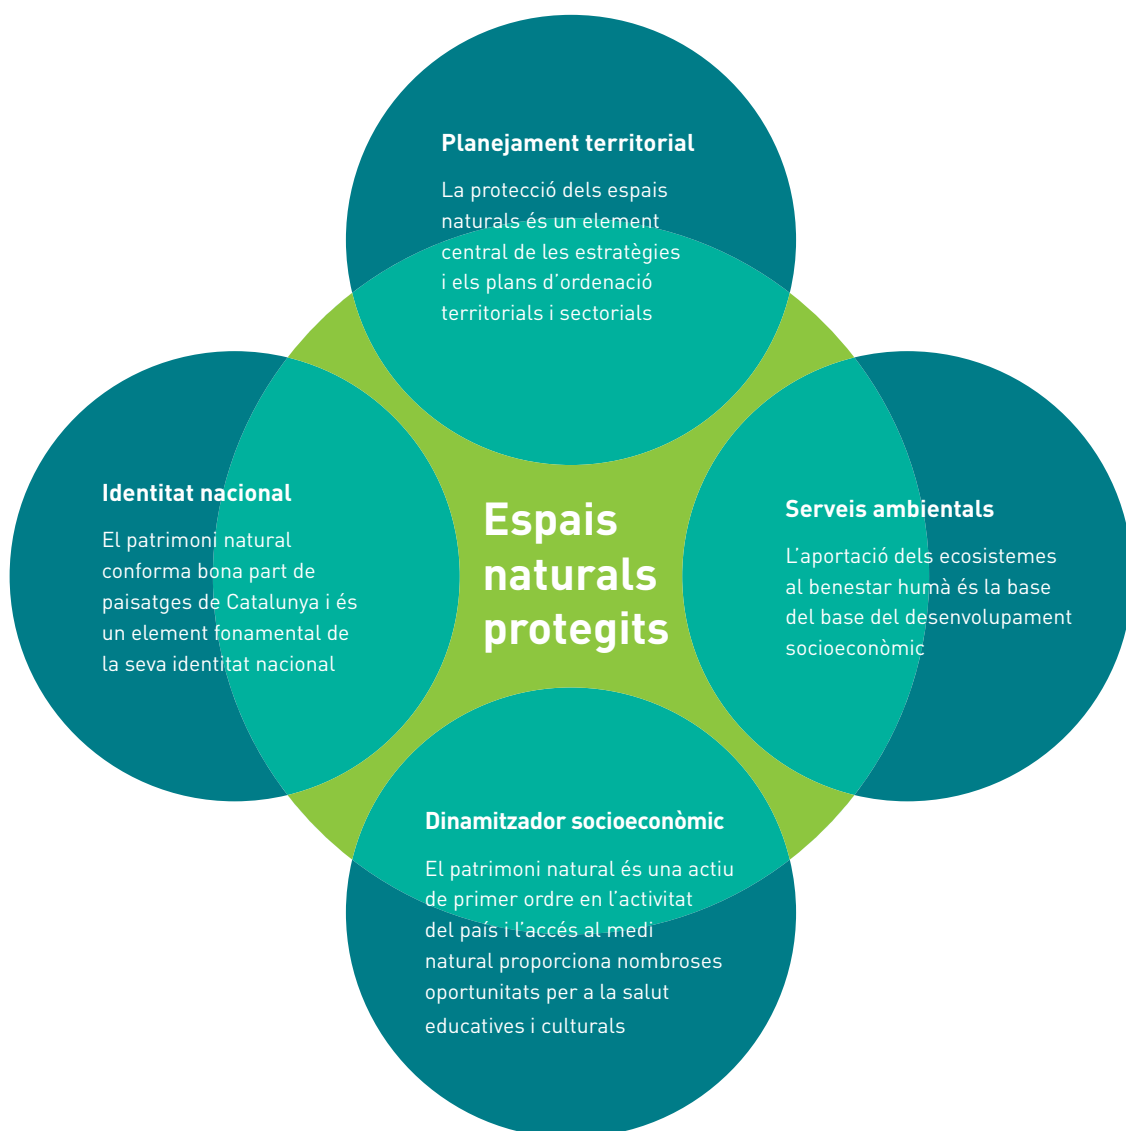 Planejament territorial
La protecció dels espais
naturals és un element
central de les estratègies
i els plans d'ordenació
territorials i sectorials
Identitat nacional
El patrimoni natural
conforma bona part de
paisatges de Catalunya i és
un element fonamental de
la seva identitat nacional
Espais
naturals
protegits
Serveis ambientals
L'aportació dels ecosistemes
al benestar humà és la base
del base del desenvolupament
socioeconòmic
Dinamitzador socioeconòmic
El patrimoni natural és una actiu
de primer ordre en l'activitat
del país i l'accés al medi
natural proporciona nombroses
oportunitats per a la salut
educatives i culturals